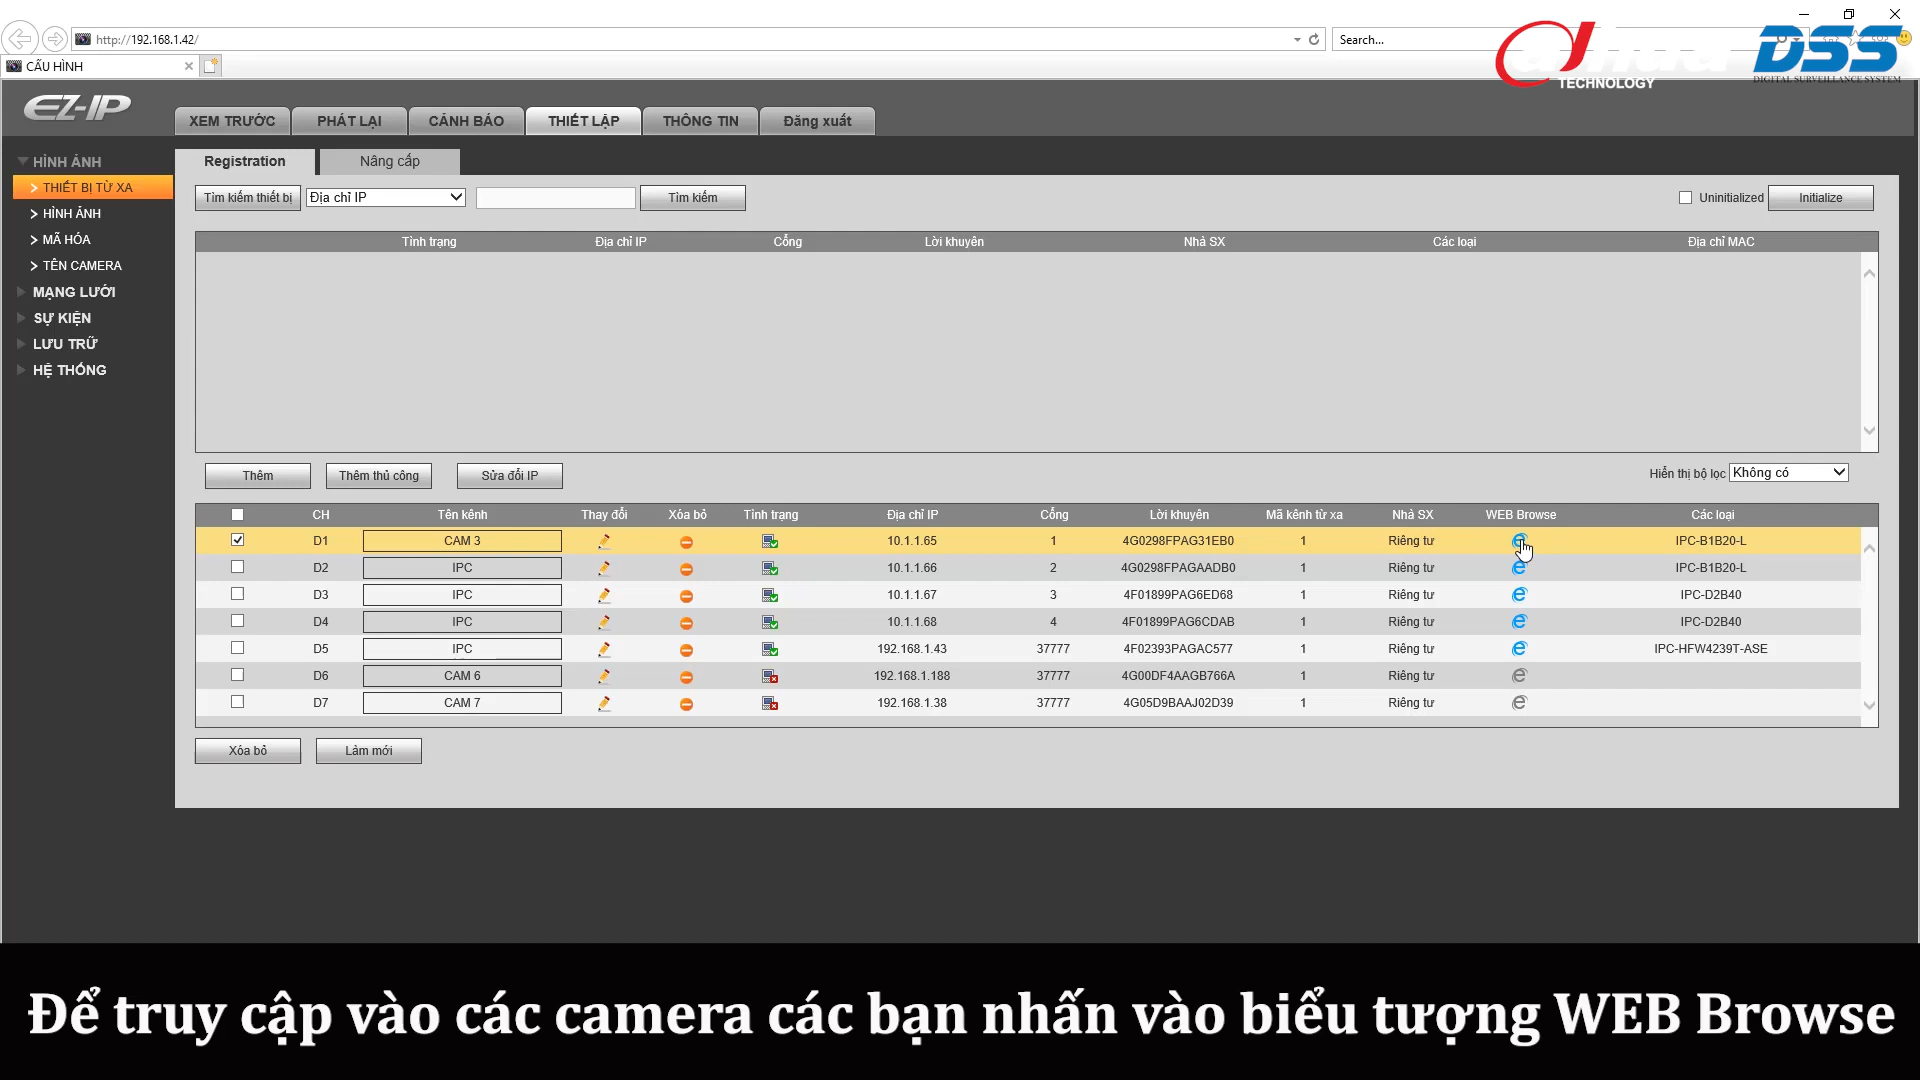 http://192.168.1.42/
Search...
CẤU HÌNH
TECHNOLOGY
DSS
DIGITAL SURVEILLANCE SYSTEM
EZ-IP
XEM TRƯỚC PHÁT LẠI CẢNH BÁO THIẾT LẬP THÔNG TIN Đăng xuất
HÌNH ẢNH
THIẾT BỊ TỪ XA
HÌNH ẢNH
MÃ HÓA
TÊN CAMERA
MẠNG LƯỚI
SỰ KIỆN
LƯU TRỮ
HỆ THỐNG
Registration Nâng cấp
Tìm kiếm thiết bị Địa chỉ IP Tìm kiếm Uninitialized Initialize
Tình trạng Địa chỉ IP Cổng Lời khuyên Nhà SX Các loại Địa chỉ MAC
Thêm Thêm thủ công Sửa đổi IP Hiển thị bộ lọc Không có
CH Tên kênh Thay đổi Xóa bỏ Tình trạng Địa chỉ IP Cổng Lời khuyên Mã kênh từ xa Nhà SX WEB Browse Các loại
D1 CAM 3 10.1.1.65 1 4G0298FPAG31EB0 1 Riêng tư IPC-B1B20-L
D2 IPC 10.1.1.66 2 4G0298FPAGAADB0 1 Riêng tư IPC-B1B20-L
D3 IPC 10.1.1.67 3 4F01899PAG6ED68 1 Riêng tư IPC-D2B40
D4 IPC 10.1.1.68 4 4F01899PAG6CDAB 1 Riêng tư IPC-D2B40
D5 IPC 192.168.1.43 37777 4F02393PAGAC577 1 Riêng tư IPC-HFW4239T-ASE
D6 CAM 6 192.168.1.188 37777 4G00DF4AAGB766A 1 Riêng tư
D7 CAM 7 192.168.1.38 37777 4G05D9BAAJ02D39 1 Riêng tư
Xóa bỏ Làm mới
Để truy cập vào các camera các bạn nhấn vào biểu tượng WEB Browse